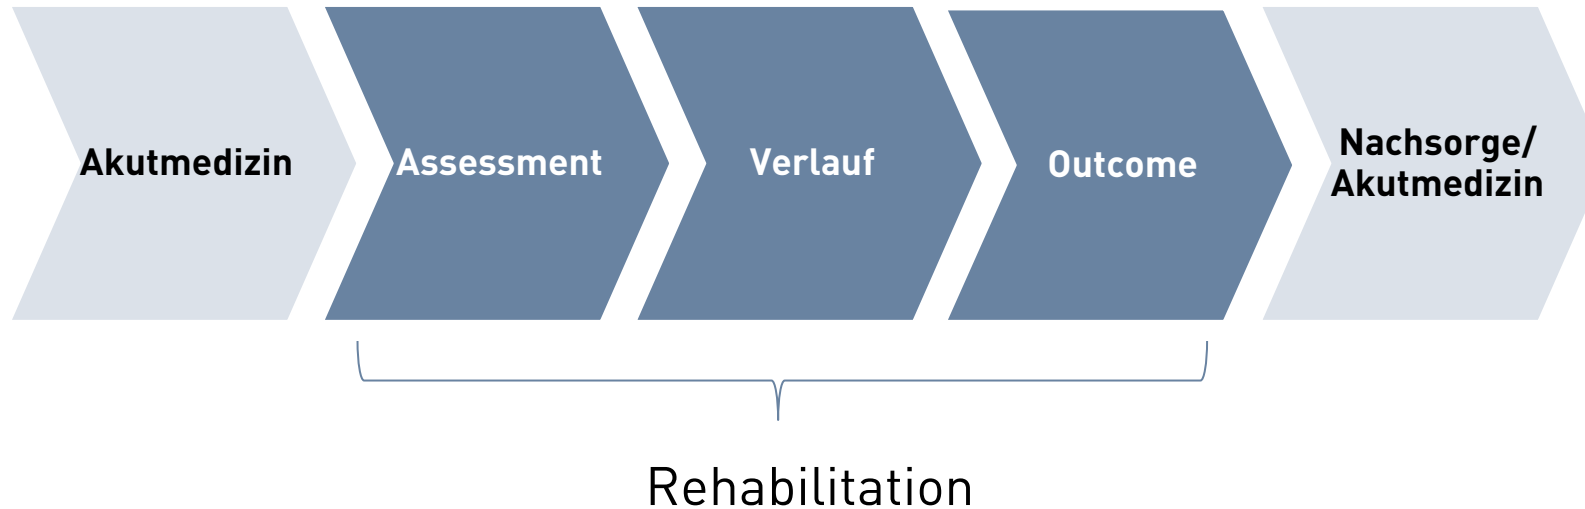 Akutmedizin
Assessment
Verlauf
Outcome
Nachsorge/
Akutmedizin
Rehabilitation